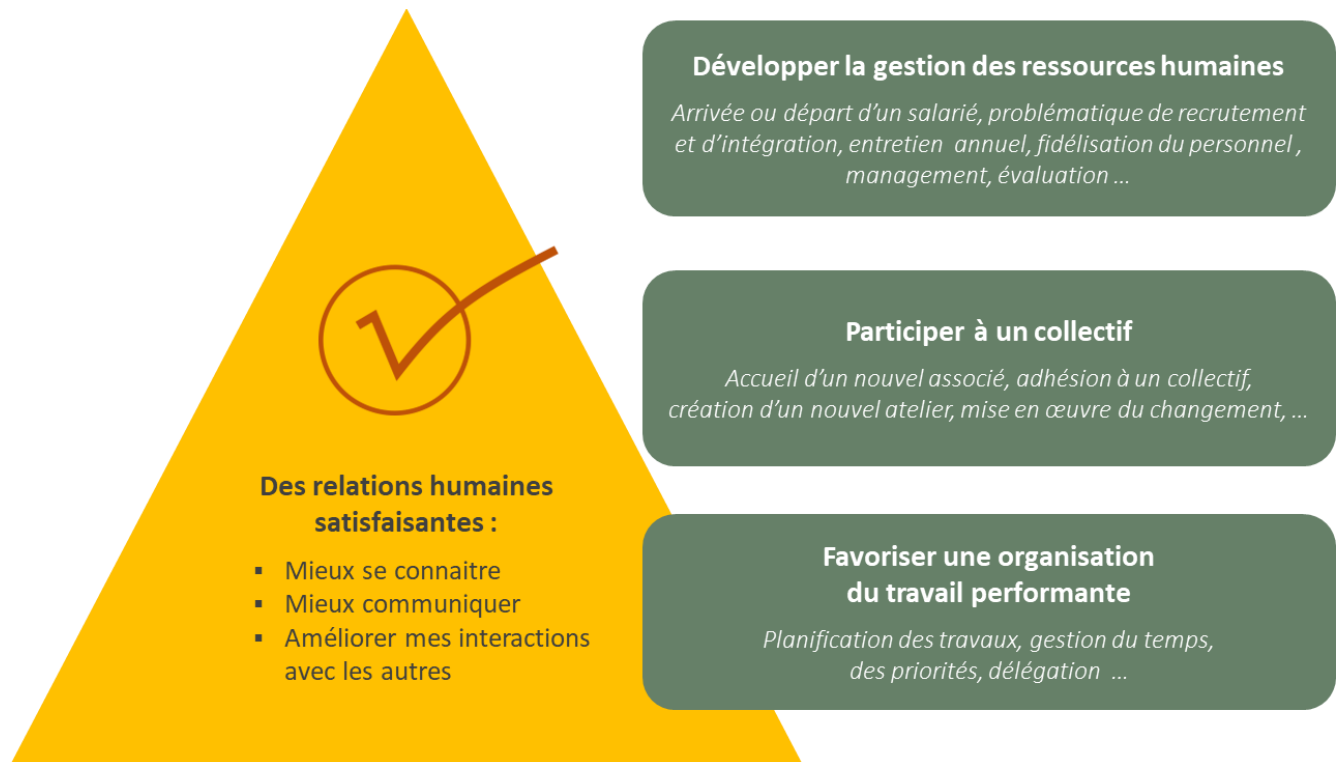 Développer la gestion des ressources humaines
Arrivée ou départ d’un salarié, problématique de recrutement
et d’intégration, entretien annuel, fidélisation du personnel ,
management, évaluation …
Participer à un collectif
Accueil d’un nouvel associé, adhésion à un collectif,
création d’un nouvel atelier, mise en œuvre du changement, …
Des relations humaines
satisfaisantes :
▪ Mieux se connaitre
▪ Mieux communiquer
▪ Améliorer mes interactions
avec les autres
Favoriser une organisation
du travail performante
Planification des travaux, gestion du temps,
des priorités, délégation …